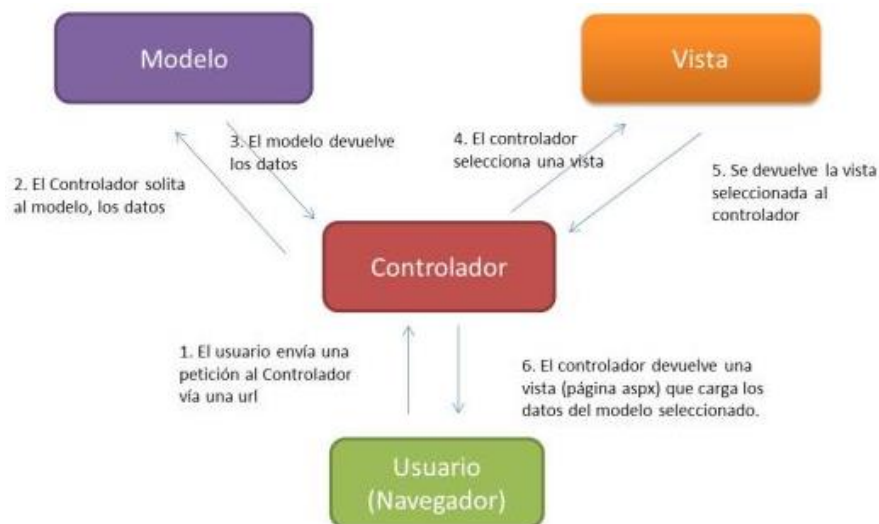 Modelo
Vista
3. El modelo devuelve
los datos
4. El controlador
selecciona una vista
2. El Controlador solita
al modelo, los datos
5. Se devuelve la vista
seleccionada al
controlador
Controlador
1. El usuario envía una
petición al Controlador
vía una url
6. El controlador devuelve una
vista (página aspx) que carga los
datos del modelo seleccionado.
Usuario
(Navegador)